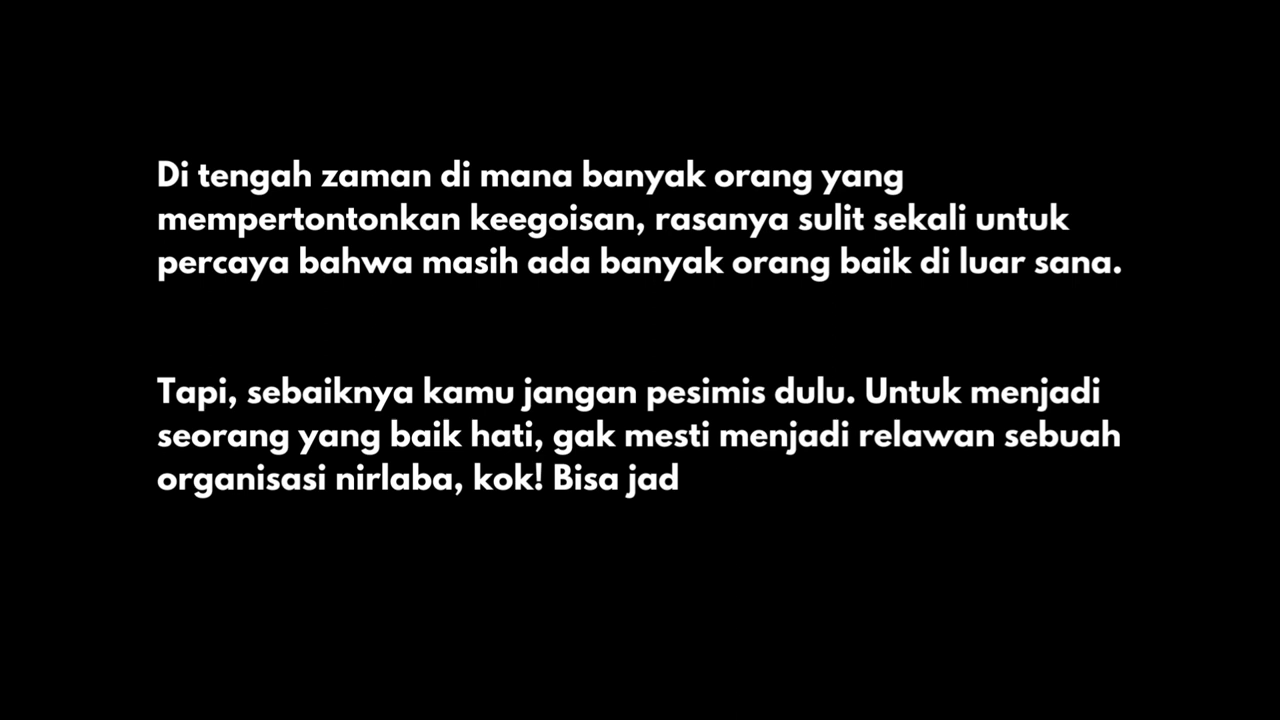 Di tengah zaman di mana banyak orang yang
mempertontonkan keegoisan, rasanya sulit sekali untuk
percaya bahwa masih ada banyak orang baik di luar sana.
Tapi, sebaiknya kamu jangan pesimis dulu. Untuk menjadi
seorang yang baik hati, gak mesti menjadi relawan sebuah
organisasi nirlaba, kok! Bisa jad